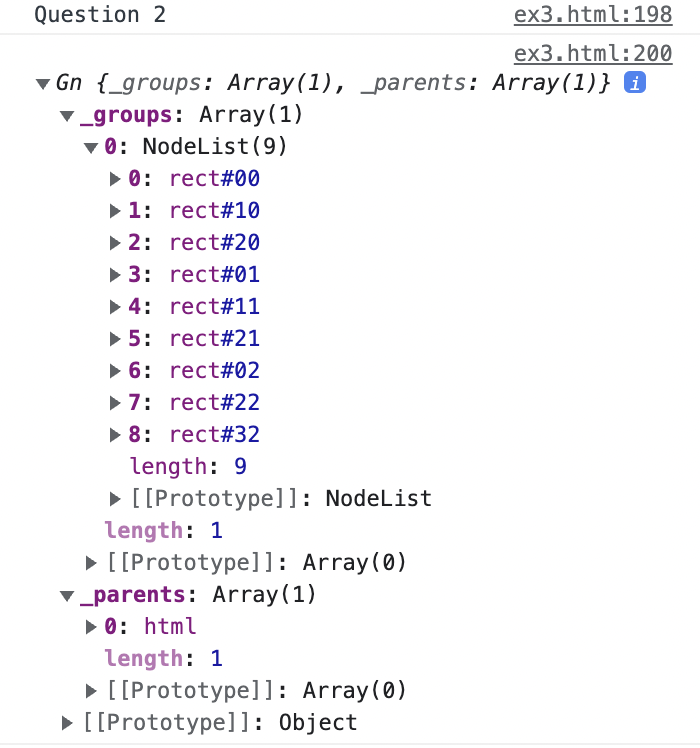 Question 2 ex3.html:198
ex3.html:200
Gn {_groups: Array(1), _parents: Array(1)} i
_groups: Array(1)
0: NodeList(9)
0: rect#00
1: rect#10
2: rect#20
3: rect#01
4: rect#11
5: rect#21
6: rect#02
7: rect#22
8: rect#32
length: 9
[[Prototype]]: NodeList
length: 1
[[Prototype]]: Array(0)
_parents: Array(1)
0: html
length: 1
[[Prototype]]: Array(0)
[[Prototype]]: Object